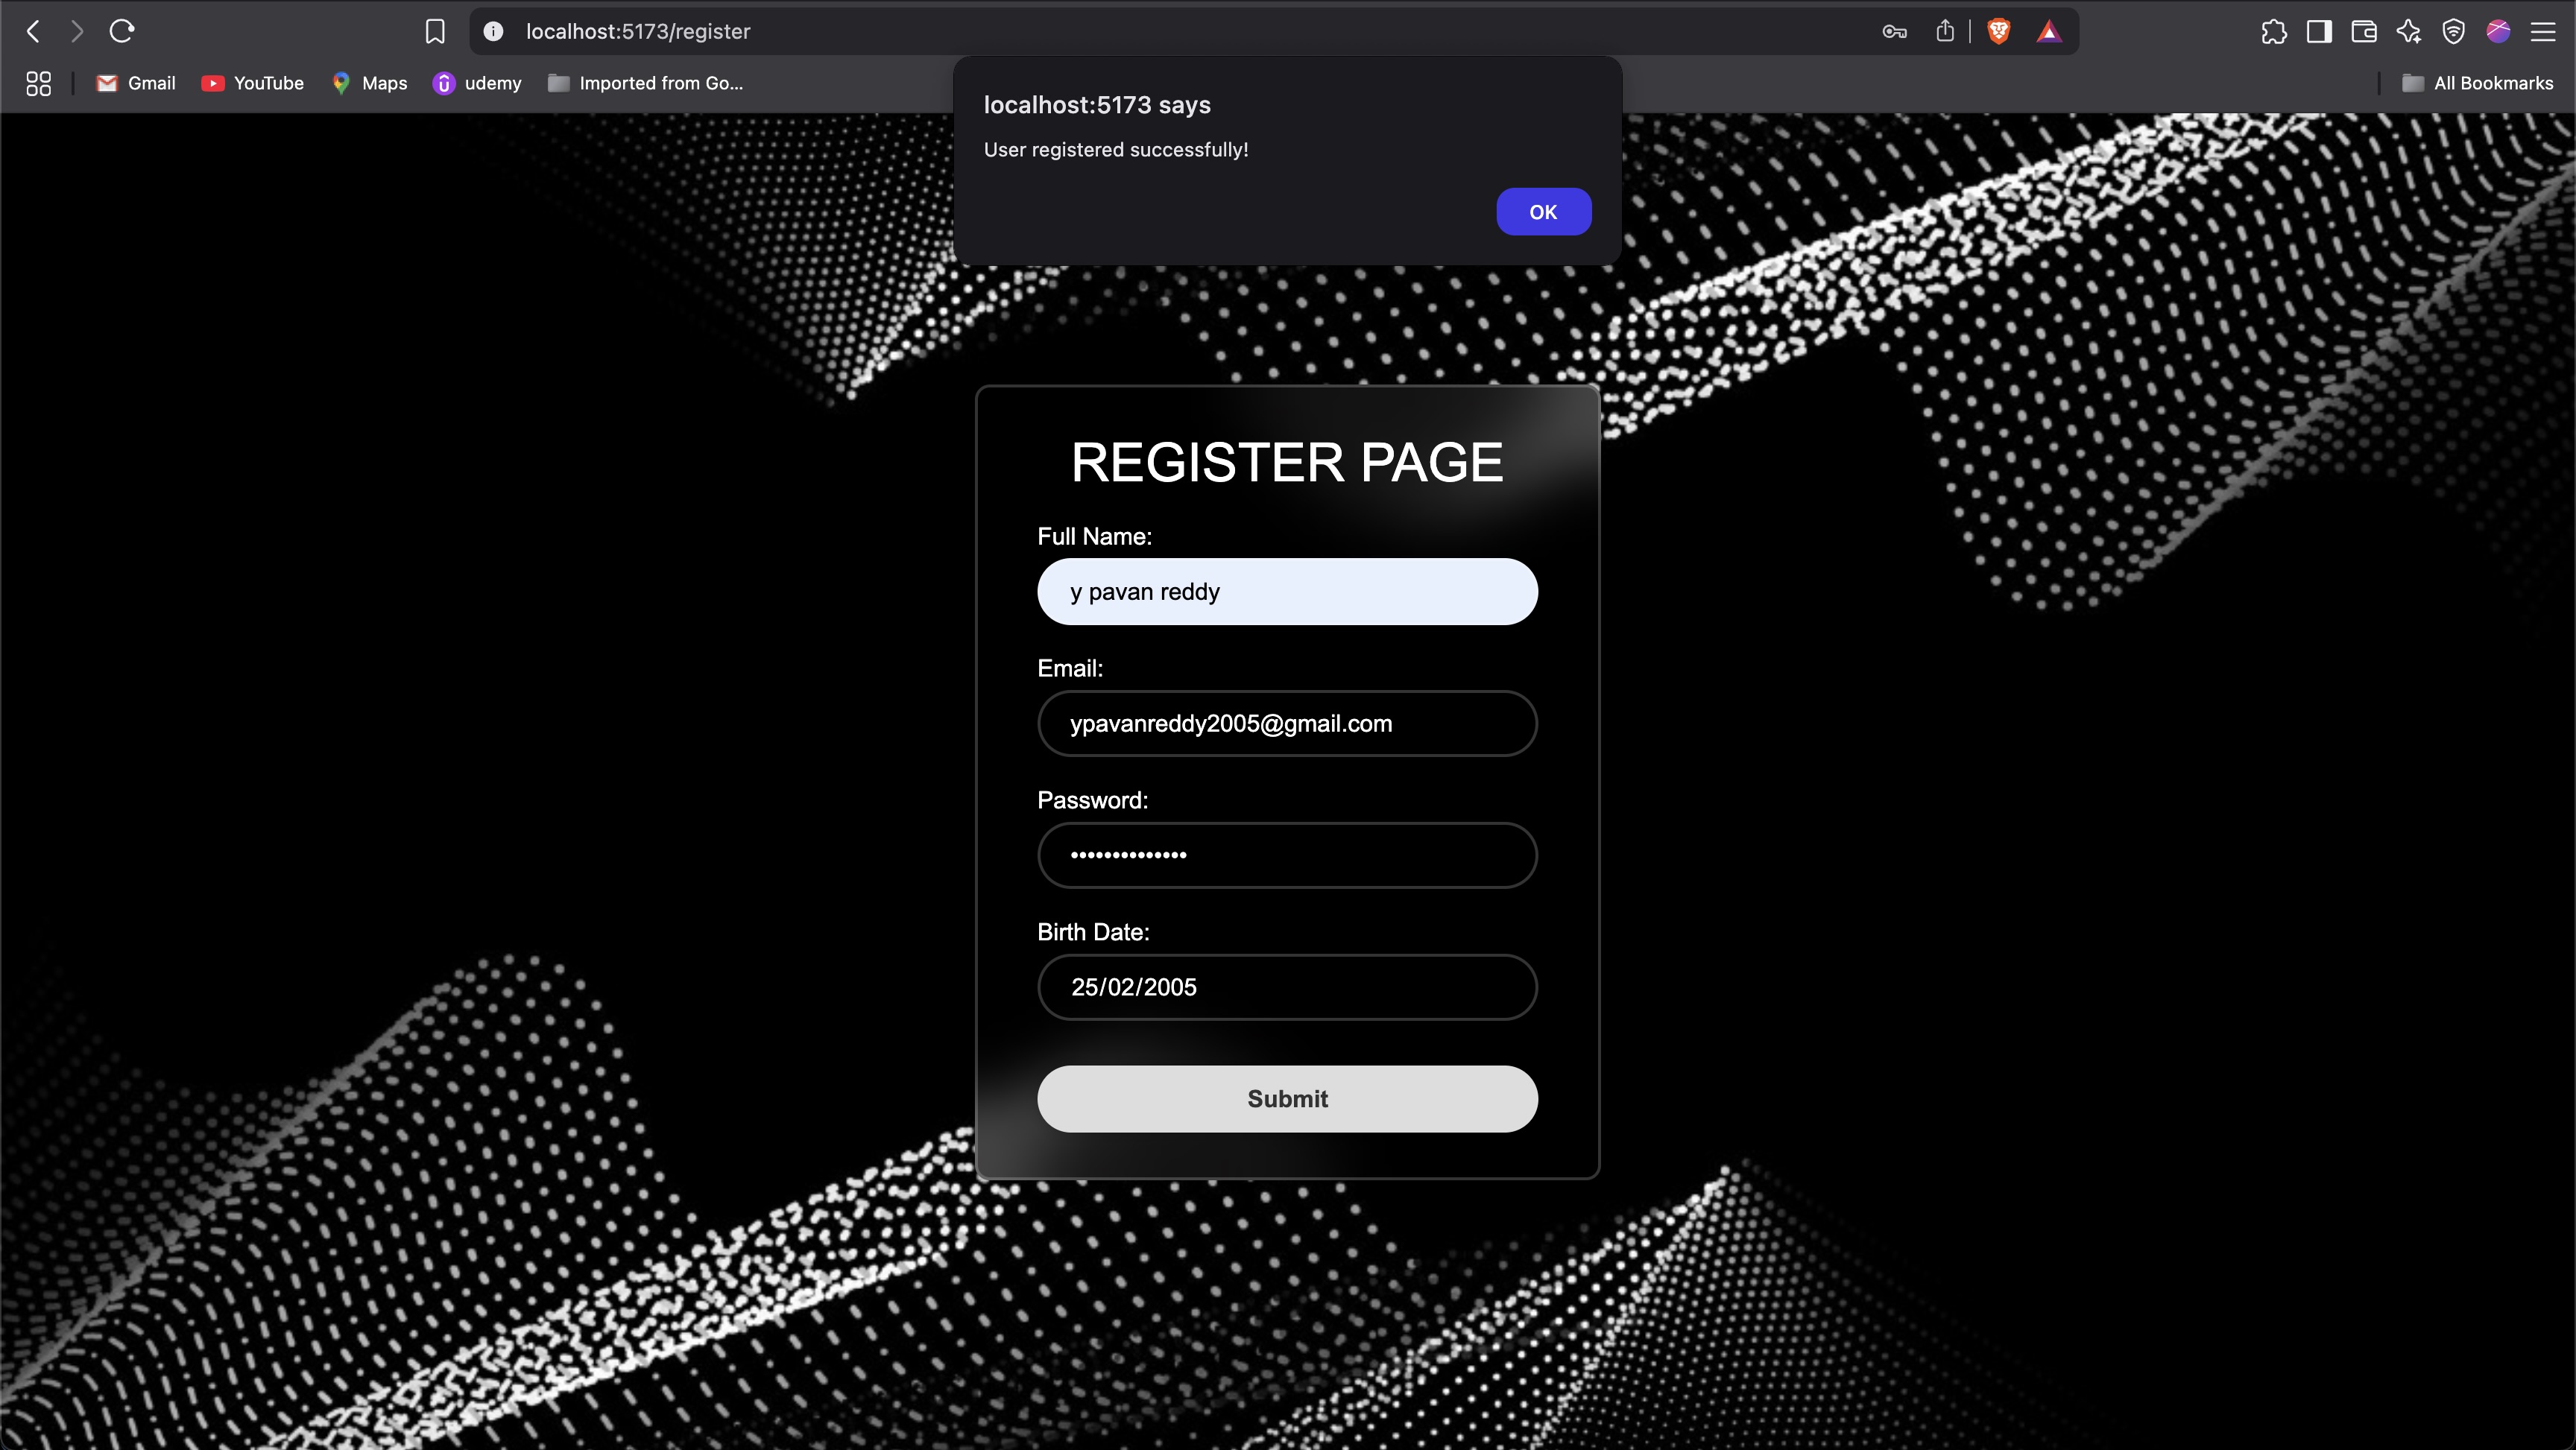 localhost:5173/register
Gmail YouTube Maps udemy Imported from Go... All Bookmarks
localhost:5173 says
User registered successfully!
OK
REGISTER PAGE
Full Name:
y pavan reddy
Email:
ypavanreddy2005@gmail.com
Password:
••••••••••••••
Birth Date:
25/02/2005
Submit